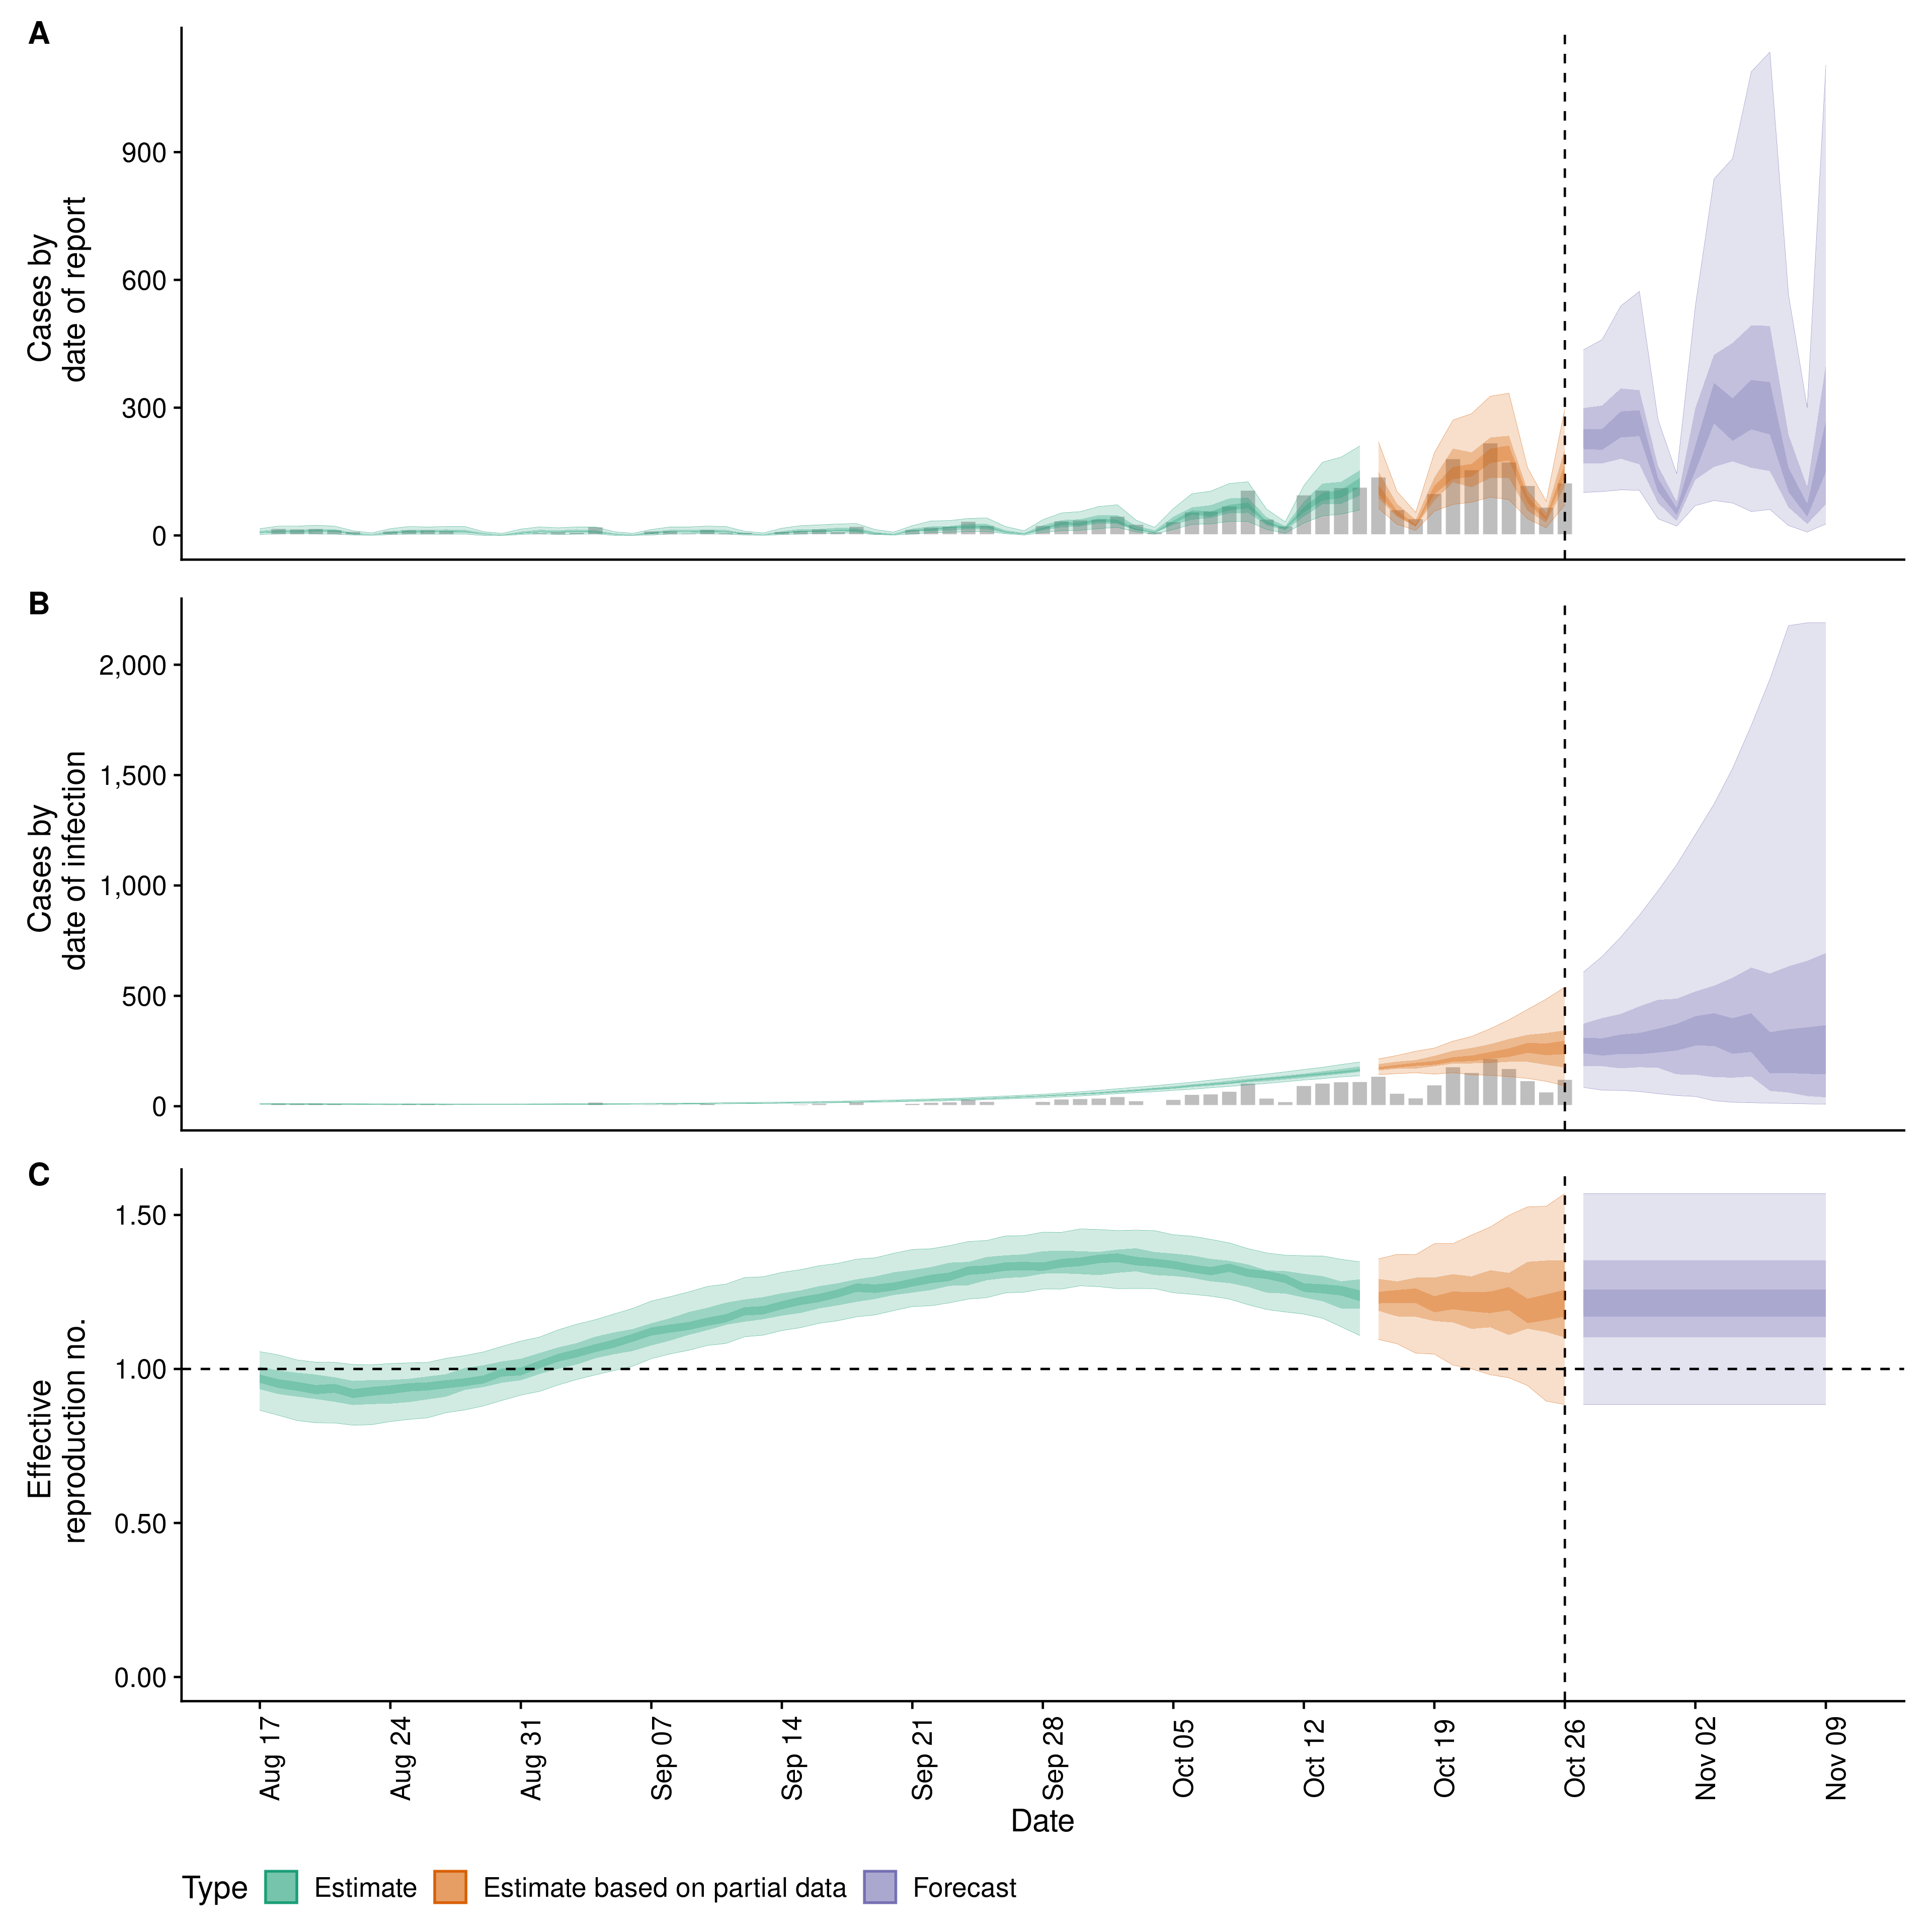 A
900
600
300
0
Cases by
date of report
B
2,000
1,500
1,000
500
0
Cases by
date of infection
C
1.50
1.00
0.50
0.00
Effective
reproduction no.
Aug 17
Aug 24
Aug 31
Sep 07
Sep 14
Sep 21
Sep 28
Oct 05
Oct 12
Oct 19
Oct 26
Nov 02
Nov 09
Date
Type Estimate Estimate based on partial data Forecast